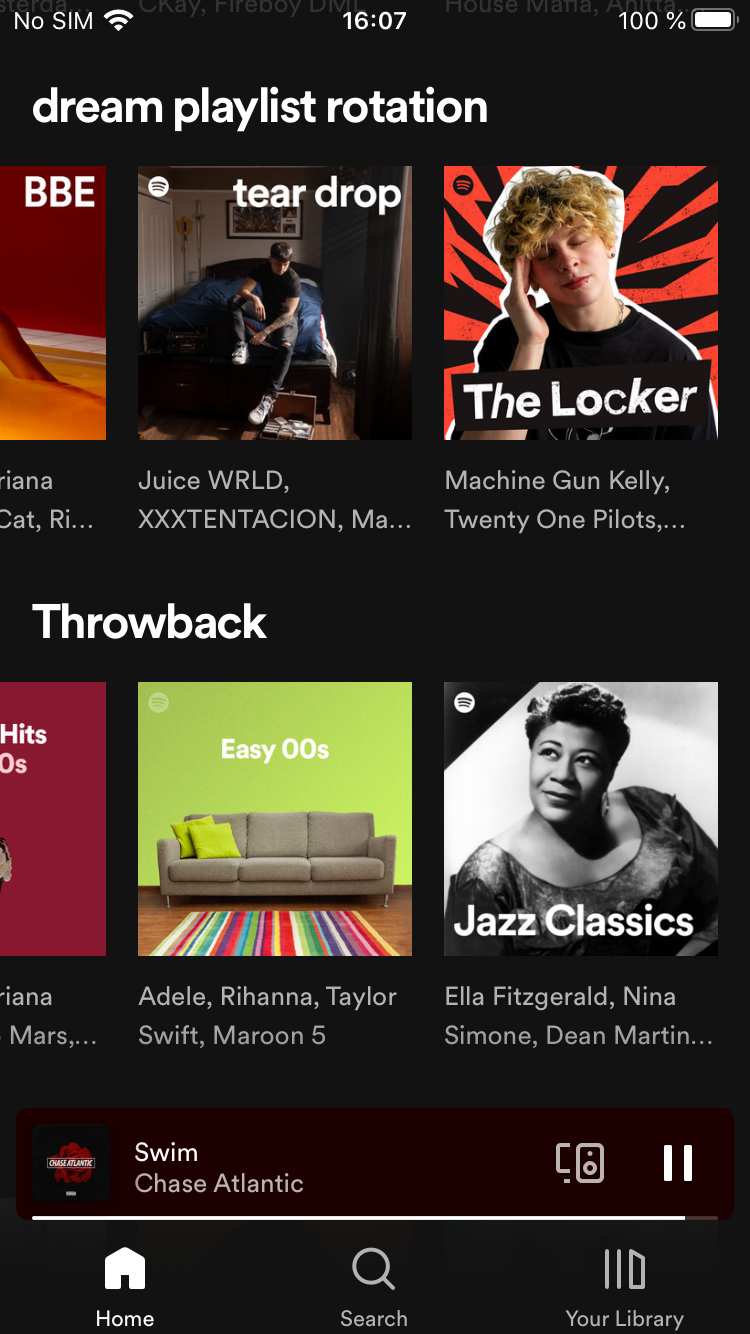 CKay, Fireboy DML
House Mafia, Anitta...
No SIM 16:07 100 %
dream playlist rotation
BBE
tear drop
The Locker
riana
Cat, Ri...
Juice WRLD,
XXXTENTACION, Ma...
Machine Gun Kelly,
Twenty One Pilots,...
Throwback
Hits
0s
Easy 00s
Jazz Classics
riana
Mars,...
Adele, Rihanna, Taylor
Swift, Maroon 5
Ella Fitzgerald, Nina
Simone, Dean Martin...
CHASE ATLANTIC
Swim
Chase Atlantic
Home
Search
Your Library